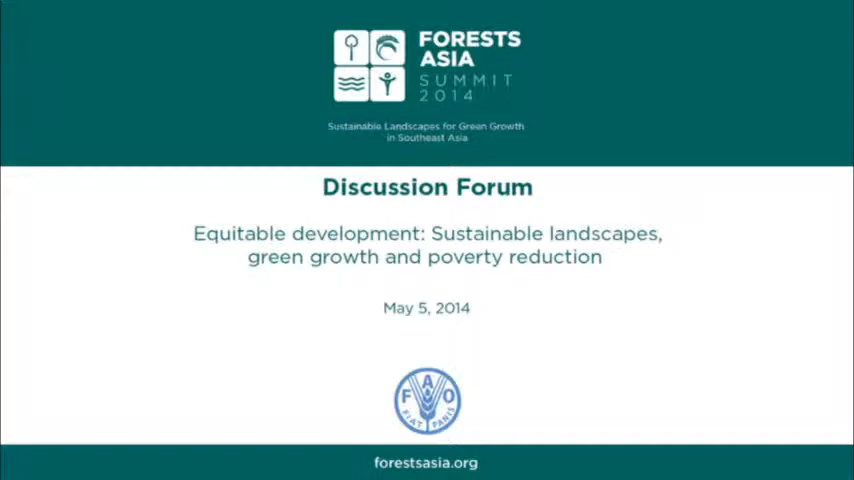 FORESTS
ASIA
SUMMIT
2014
Sustainable Landscapes for Green Growth
in Southeast Asia
Discussion Forum
Equitable development: Sustainable landscapes,
green growth and poverty reduction
May 5, 2014
F A O
FIAT PANIS
forestsasia.org